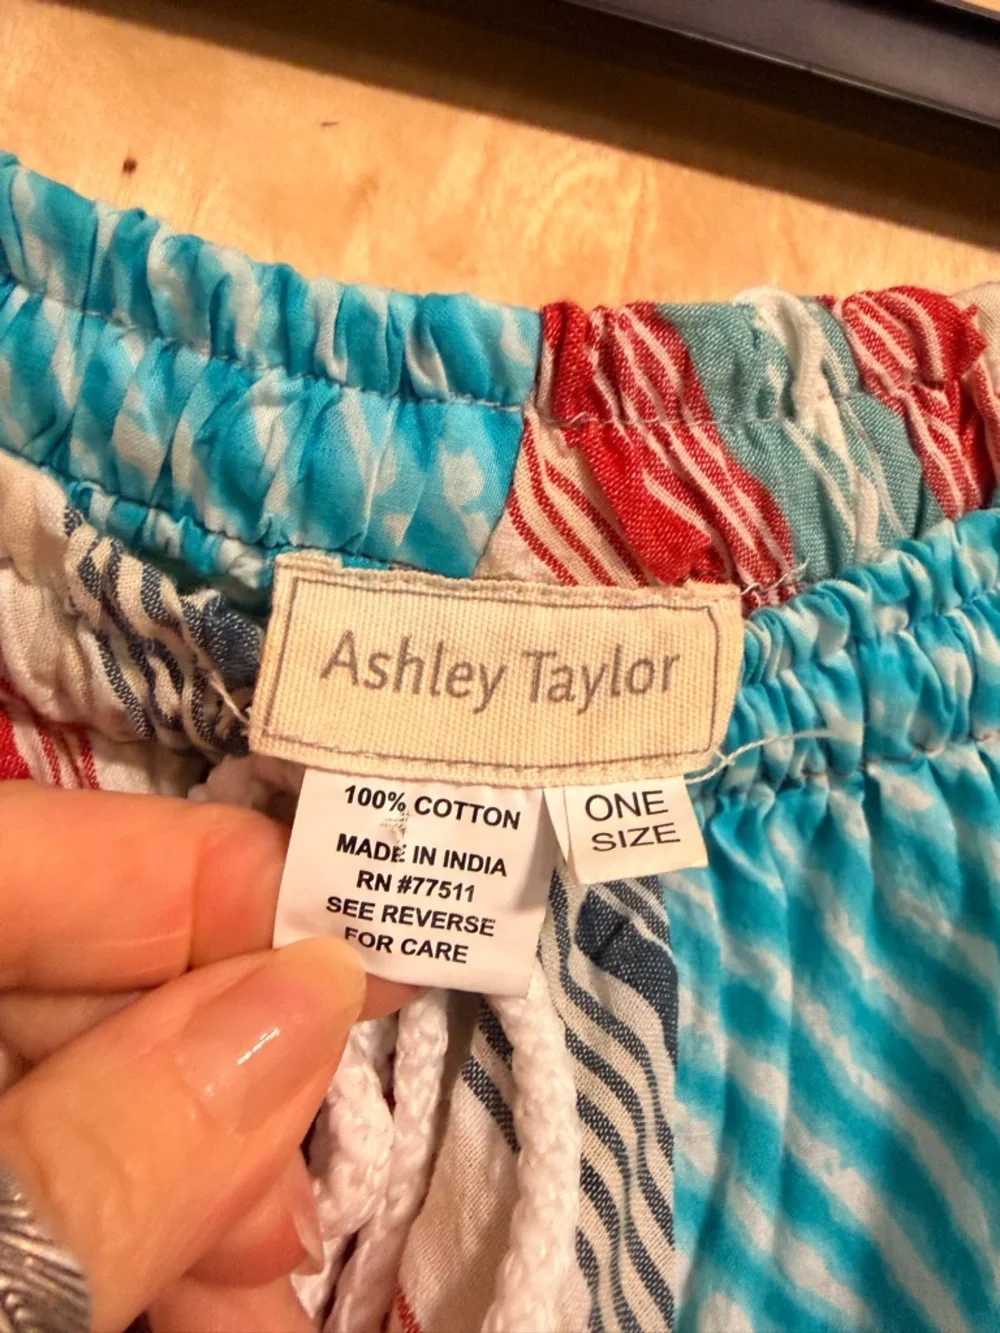 Ashley Taylor
100% COTTON
MADE IN INDIA
RN #77511
SEE REVERSE
FOR CARE
ONE
SIZE